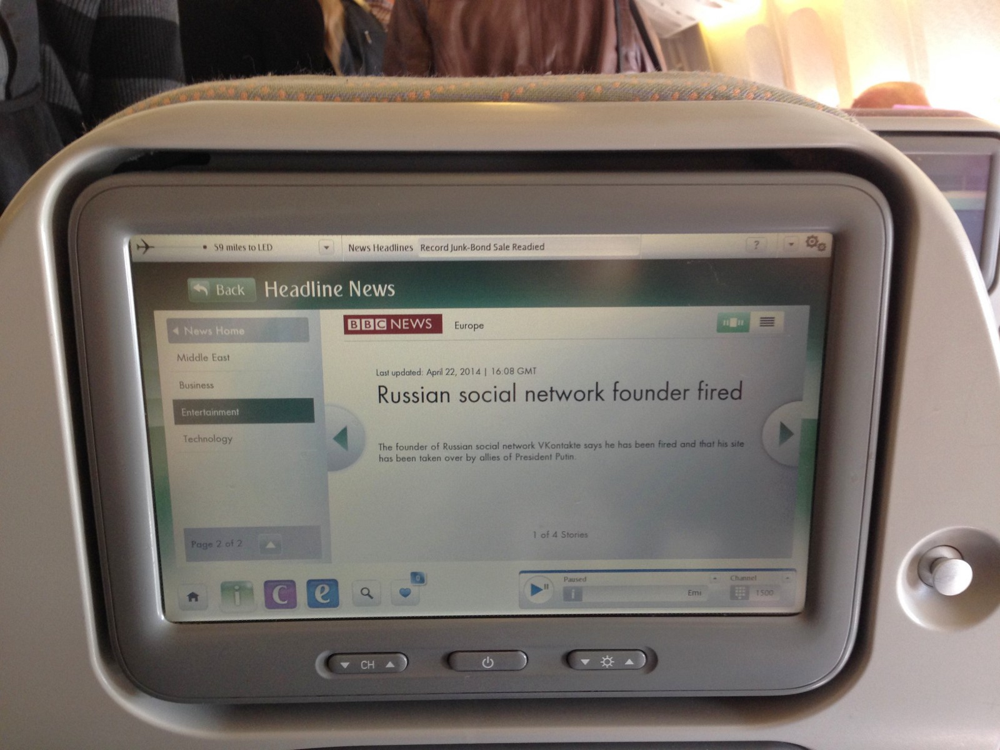 59 miles to LED
News Headlines Record Junk-Bond Sale Readied
?
Back Headline News
News Home
Middle East
Business
Entertainment
Technology
Page 2 of 2
BBC NEWS Europe
Last updated: April 22, 2014 | 16:08 GMT
Russian social network founder fired
The founder of Russian social network VKontakte says he has been fired and that his site
has been taken over by allies of President Putin.
1 of 4 Stories
i c e
0
Paused
i Emi
Channel
1500
CH